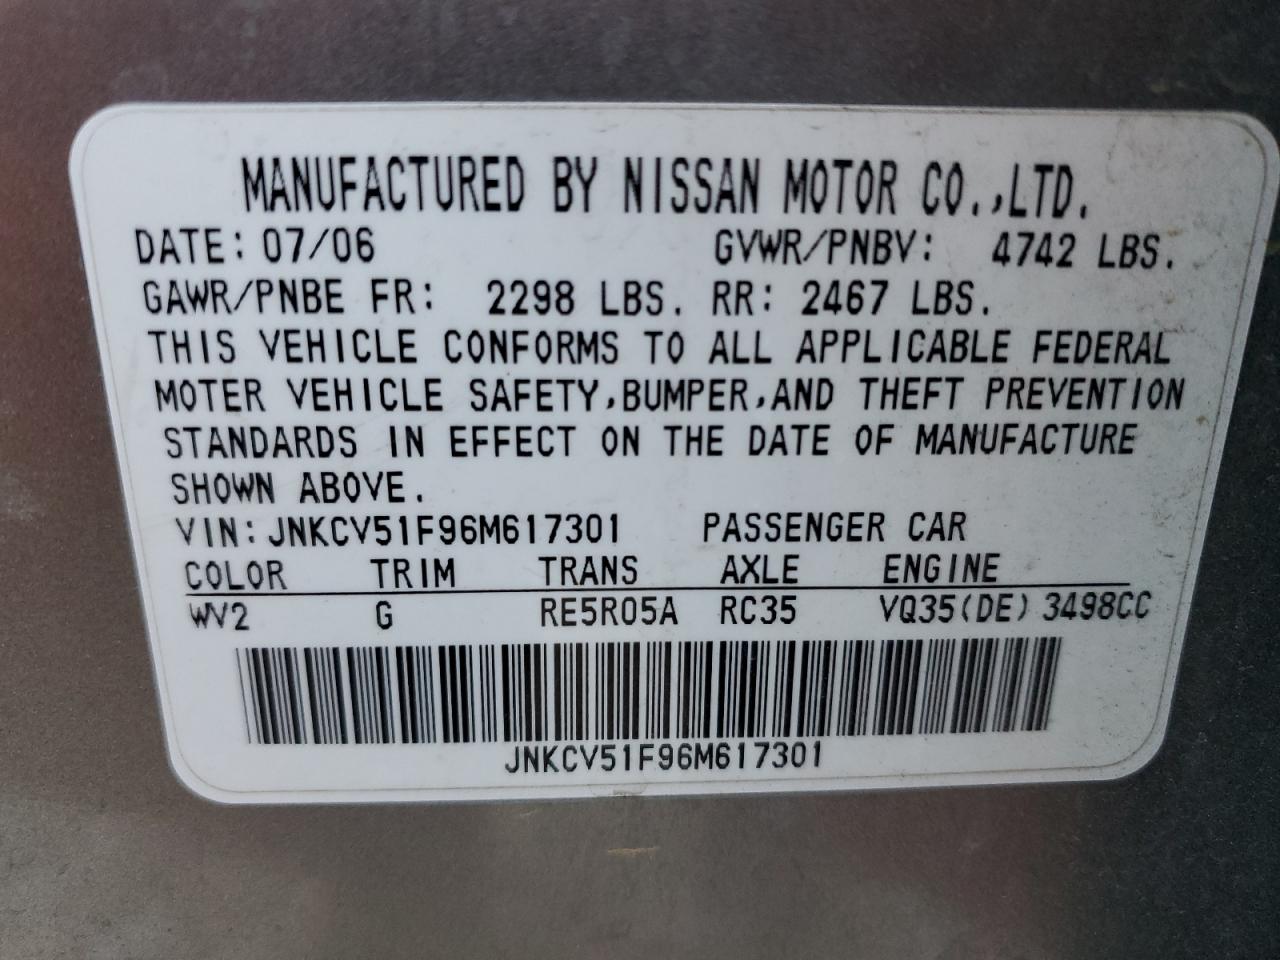 MANUFACTURED BY NISSAN MOTOR CO.,LTD.
DATE: 07/06 GVWR/PNBV: 4742 LBS.
GAWR/PNBE FR: 2298 LBS. RR: 2467 LBS.
THIS VEHICLE CONFORMS TO ALL APPLICABLE FEDERAL
MOTER VEHICLE SAFETY,BUMPER,AND THEFT PREVENTION
STANDARDS IN EFFECT ON THE DATE OF MANUFACTURE
SHOWN ABOVE.
VIN:JNKCV51F96M617301 PASSENGER CAR
COLOR TRIM TRANS AXLE ENGINE
WV2 G RE5R05A RC35 VQ35(DE) 3498CC
JNKCV51F96M617301